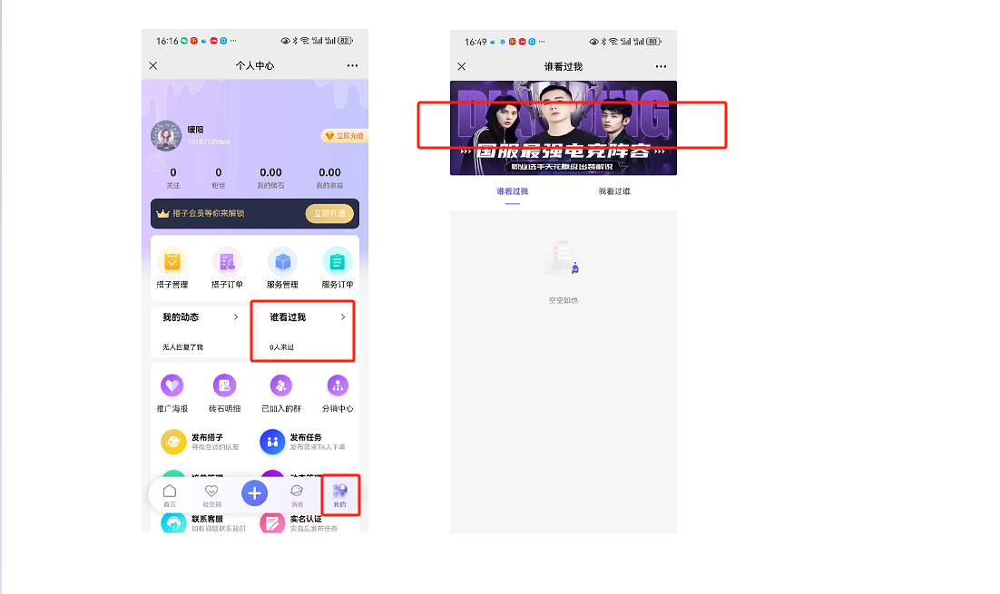 16:16
82
个人中心
暖阳
13187129060
立即充值
0
0
0.00
0.00
关注
粉丝
我的砖石
我的收益
搭子会员等你来解锁
立即开通
搭子管理
搭子订单
服务管理
服务订单
我的动态
谁看过我
无人回复了我
0人来过
推广海报
砖石明细
已加入的群
分销中心
发布搭子
寻找合适的队友
发布任务
发布需求TA人下单
首页
社交圈
消息
我的
联系客服
如有问题联系我们
实名认证
实名后发布任务
16:49
80
谁看过我
国服最强电竞阵容
职业选手天花板级出装解说
谁看过我
我看过谁
空空如也